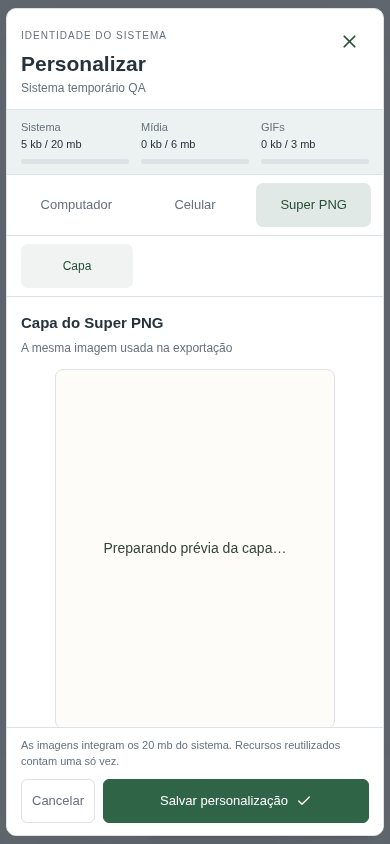 IDENTIDADE DO SISTEMA
Personalizar
Sistema temporário QA
Sistema
5 kb / 20 mb
Mídia
0 kb / 6 mb
GIFs
0 kb / 3 mb
Computador
Celular
Super PNG
Capa
Capa do Super PNG
A mesma imagem usada na exportação
Preparando prévia da capa…
As imagens integram os 20 mb do sistema. Recursos reutilizados
contam uma só vez.
Cancelar
Salvar personalização